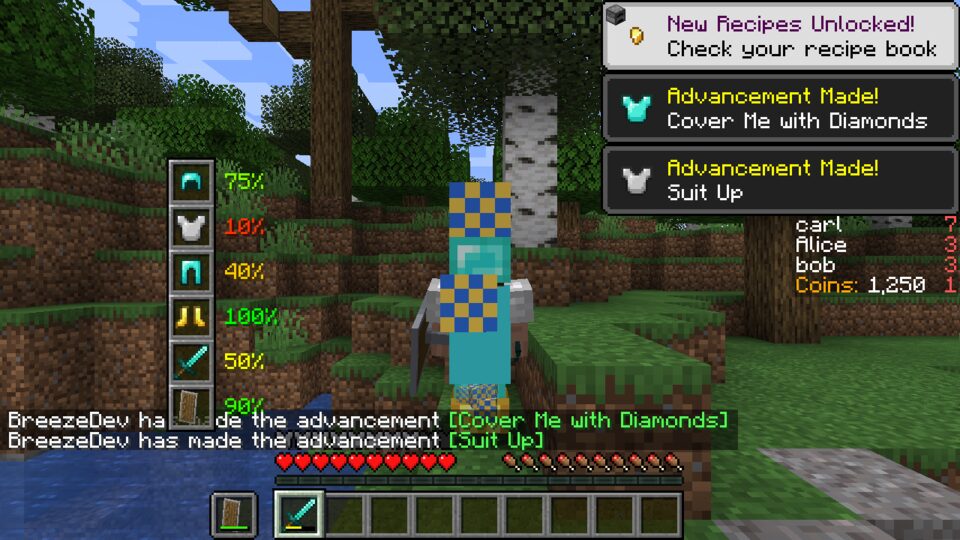 New Recipes Unlocked!
Check your recipe book
Advancement Made!
Cover Me with Diamonds
Advancement Made!
Suit Up
75%
10%
40%
100%
50%
90%
carl 7
Alice 3
bob 3
Coins: 1,250 1
BreezeDev ha de the advancement [Cover Me with Diamonds]
BreezeDev has made the advancement [Suit Up]